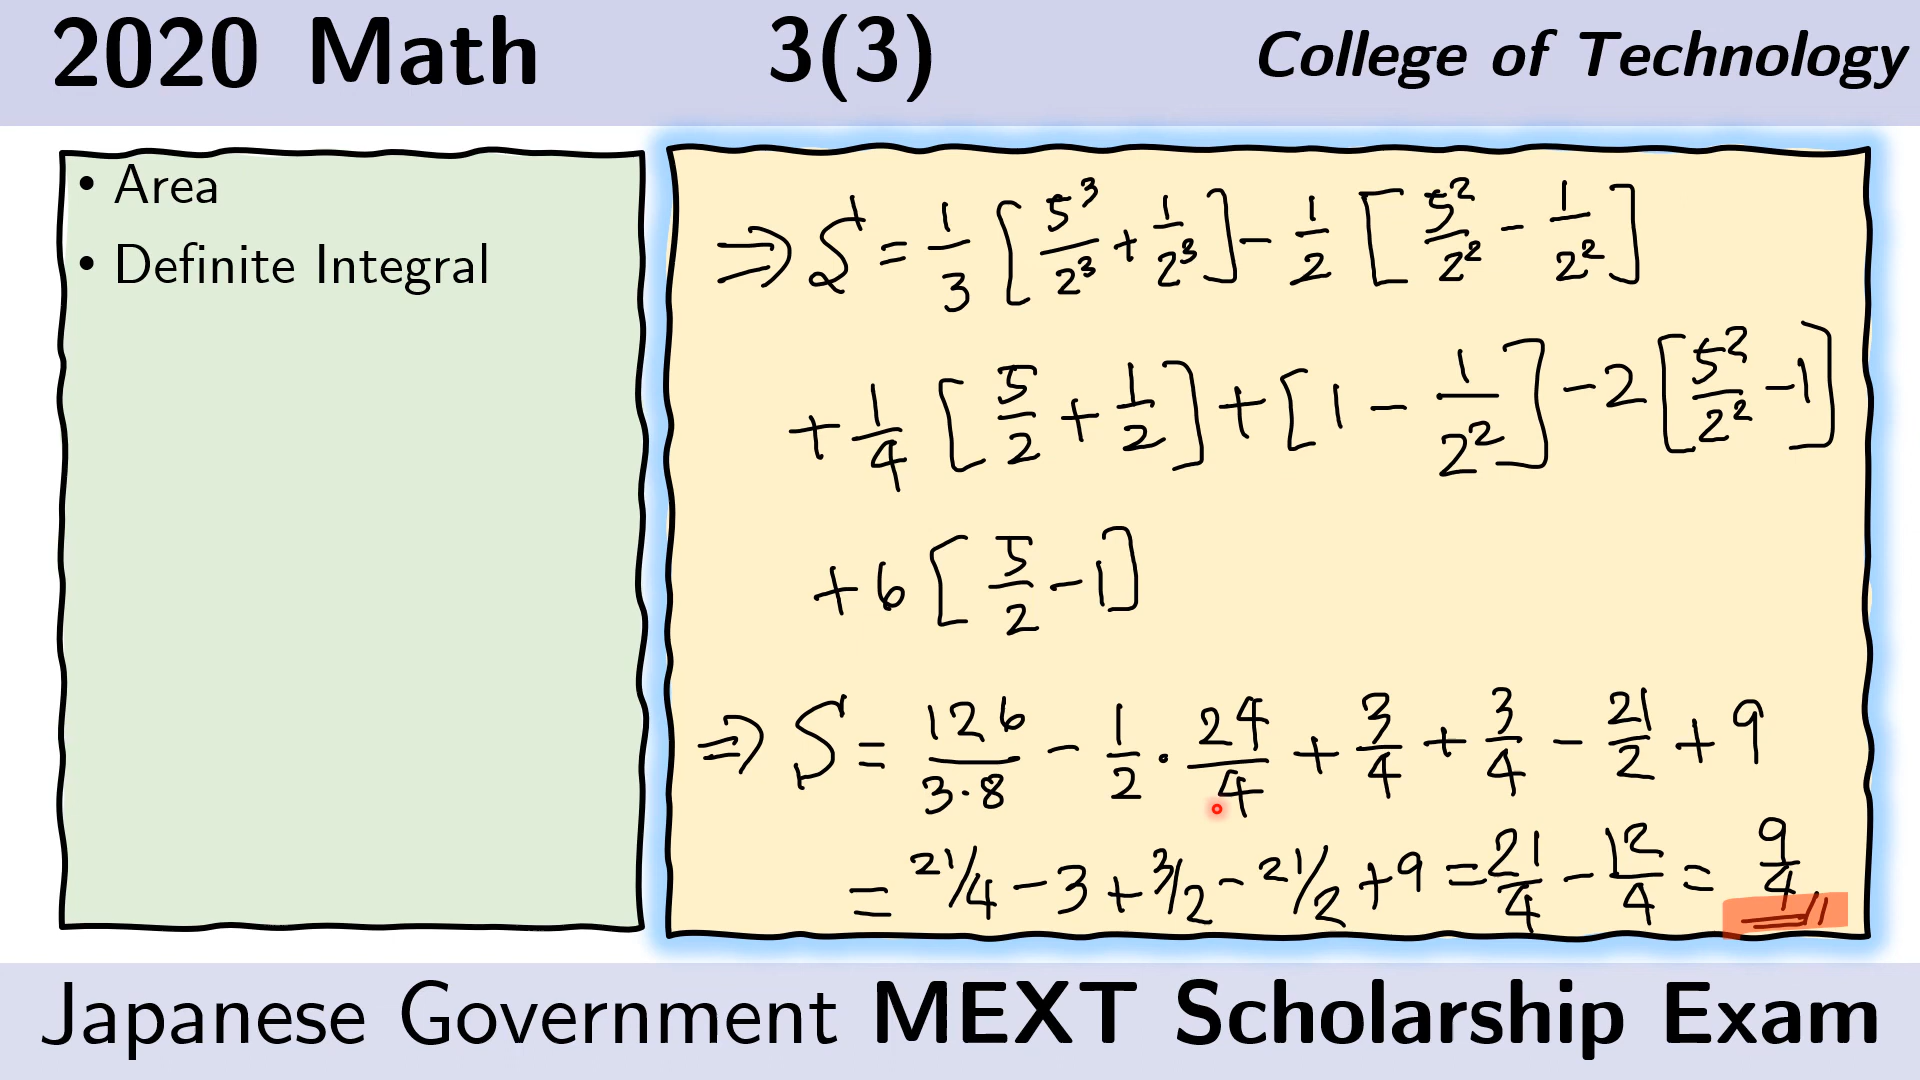 2020 Math 3(3) College of Technology
• Area
• Definite Integral
⇒ S = 1/3 [5³/2³ + 1/2³] - 1/2 [5²/2² - 1/2²]
+ 1/4 [5/2 + 1/2] + [1 - 1/2²] - 2 [5²/2² - 1]
+ 6 [5/2 - 1]
⇒ S = 126/3·8 - 1/2 · 24/4 + 3/4 + 3/4 - 21/2 + 9
= 21/4 - 3 + 3/2 - 21/2 + 9 = 21/4 - 12/4 = 9/4
Japanese Government MEXT Scholarship Exam